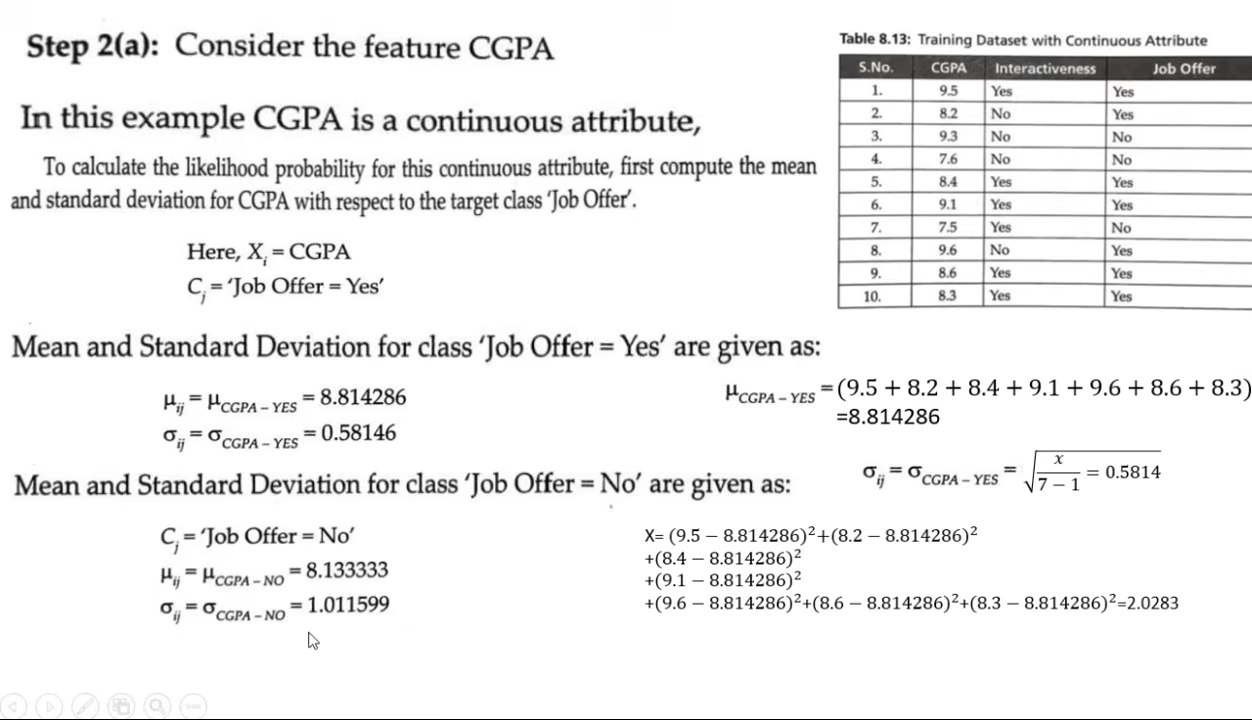 Step 2(a): Consider the feature CGPA
In this example CGPA is a continuous attribute,
To calculate the likelihood probability for this continuous attribute, first compute the mean
and standard deviation for CGPA with respect to the target class 'Job Offer'.
Here, Xᵢ = CGPA
Cⱼ = 'Job Offer = Yes'
Table 8.13: Training Dataset with Continuous Attribute
S.No. CGPA Interactiveness Job Offer
1. 9.5 Yes Yes
2. 8.2 No Yes
3. 9.3 No No
4. 7.6 No No
5. 8.4 Yes Yes
6. 9.1 Yes Yes
7. 7.5 Yes No
8. 9.6 No Yes
9. 8.6 Yes Yes
10. 8.3 Yes Yes
Mean and Standard Deviation for class 'Job Offer = Yes' are given as:
μᵢⱼ = μCGPA – YES = 8.814286
σᵢⱼ = σCGPA – YES = 0.58146
μCGPA – YES = (9.5 + 8.2 + 8.4 + 9.1 + 9.6 + 8.6 + 8.3)
=8.814286
σᵢⱼ = σCGPA – YES = √(x / (7 − 1)) = 0.5814
Mean and Standard Deviation for class 'Job Offer = No' are given as:
Cⱼ = 'Job Offer = No'
μᵢⱼ = μCGPA – NO = 8.133333
σᵢⱼ = σCGPA – NO = 1.011599
X= (9.5 − 8.814286)²+(8.2 − 8.814286)²
+(8.4 − 8.814286)²
+(9.1 − 8.814286)²
+(9.6 − 8.814286)²+(8.6 − 8.814286)²+(8.3 − 8.814286)²=2.0283